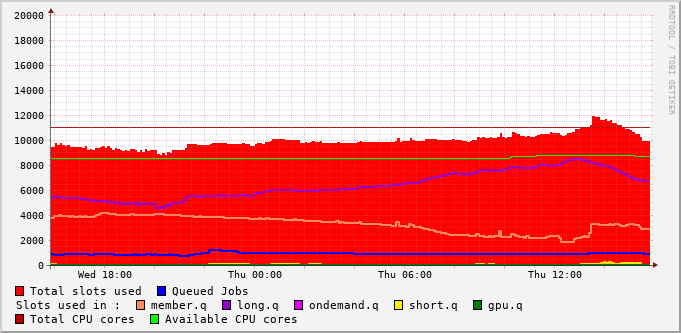 20000
18000
16000
14000
12000
10000
8000
6000
4000
2000
0
Wed 18:00 Thu 00:00 Thu 06:00 Thu 12:00
Total slots used Queued Jobs
Slots used in : member.q long.q ondemand.q short.q gpu.q
Total CPU cores Available CPU cores
RRDTOOL / TOBI OETIKER